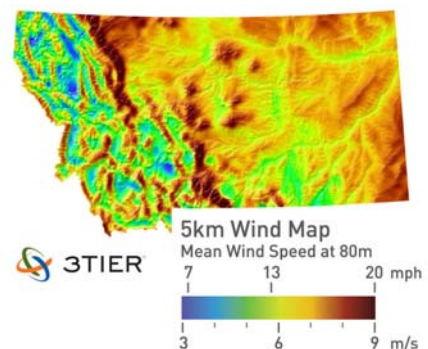 5km Wind Map
Mean Wind Speed at 80m
3TIER
7 13 20 mph
3 6 9 m/s